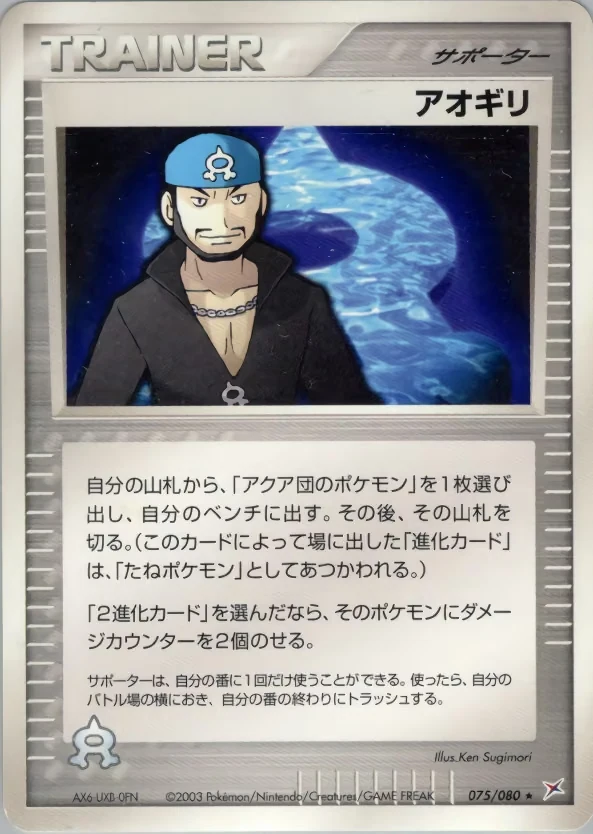 TRAINER サポーター
アオギリ
自分の山札から、「アクア団のポケモン」を1枚選び
出し、自分のベンチに出す。その後、その山札を
切る。(このカードによって場に出した「進化カード」
は、「たねポケモン」としてあつかわれる。)
「2進化カード」を選んだなら、そのポケモンにダメー
ジカウンターを2個のせる。
サポーターは、自分の番に1回だけ使うことができる。使ったら、自分の
バトル場の横におき、自分の番の終わりにトラッシュする。
Illus.Ken Sugimori
AX6-UXB-0FN ©2003 Pokémon/Nintendo/Creatures/GAME FREAK 075/080 ★